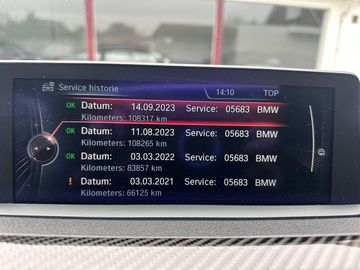 Service historie 14:10 TOP
OK Datum: 14.09.2023 Service: 05683 BMW
Kilometers: 108317 km
OK Datum: 11.08.2023 Service: 05683 BMW
Kilometers: 108265 km
OK Datum: 03.03.2022 Service: 05683 BMW
Kilometers: 83857 km
! Datum: 03.03.2021 Service: 05683 BMW
Kilometers: 66125 km